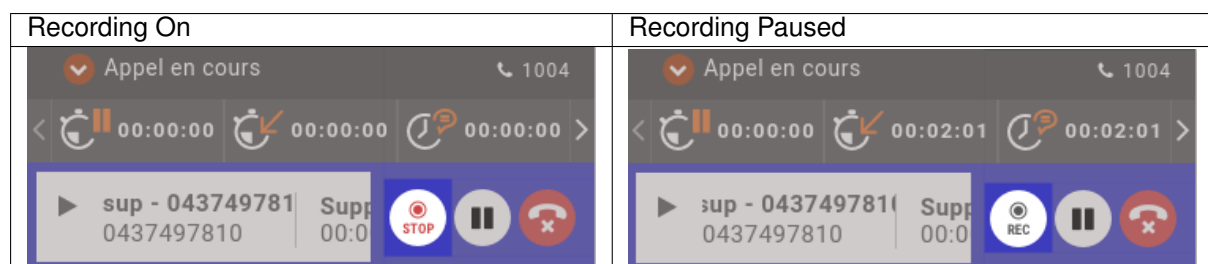 Recording On
Recording Paused
Appel en cours
1004
00:00:00
00:00:00
00:00:00
sup - 043749781
0437497810
Supp
00:0
STOP
Appel en cours
1004
00:00:00
00:02:01
00:02:01
sup - 043749781
0437497810
Supp
00:0
REC